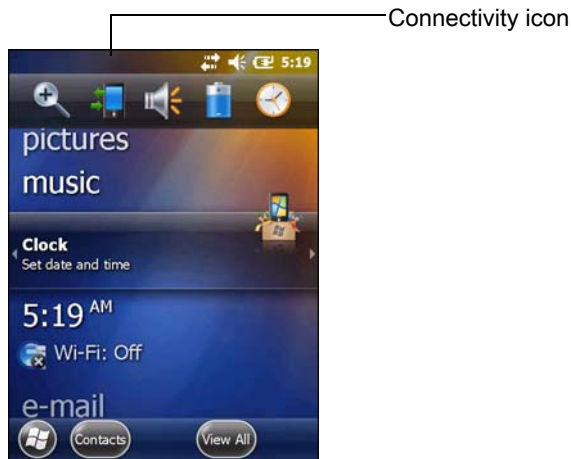 Connectivity icon
5:19
pictures
music
Clock
Set date and time
5:19 AM
Wi-Fi: Off
e-mail
Contacts
View All